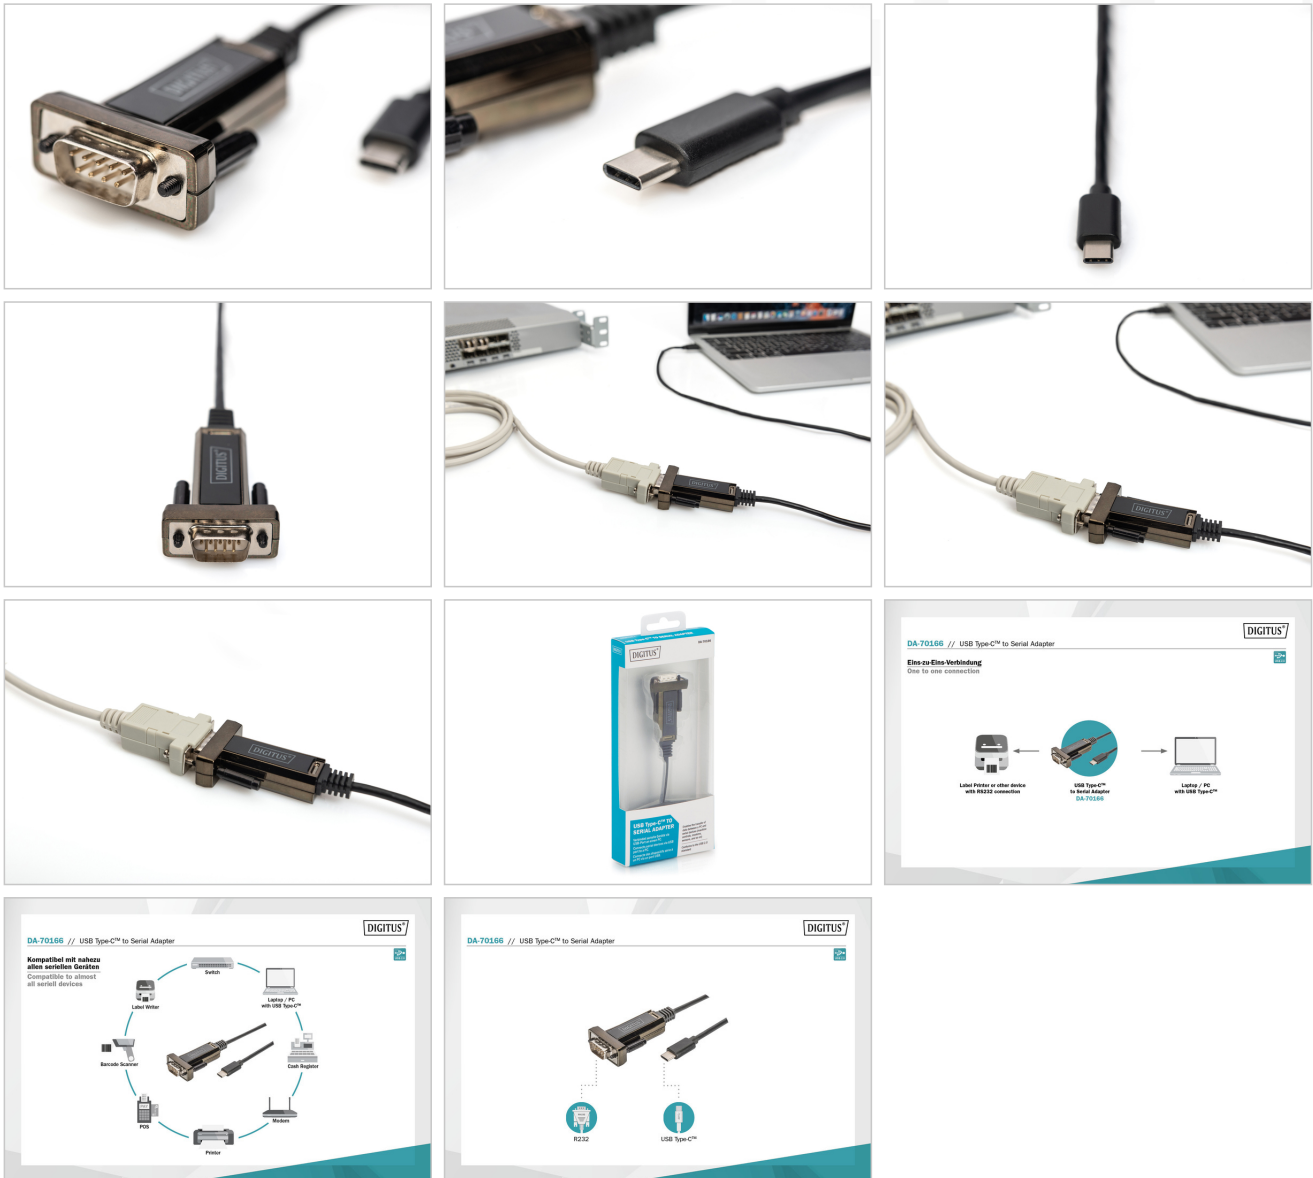 DIGITUS
DIGITUS
DIGITUS
DIGITUS
DIGITUS
DIGITUS
USB Type-C™ TO
SERIAL ADAPTER
DIGITUS®
DA-70166 // USB Type-C™ to Serial Adapter
Eins-zu-Eins-Verbindung
One to one connection
Label Printer or other device
with RS232 connection
USB Type-C™
to Serial Adapter
DA-70166
Laptop / PC
with USB Type-C™
DIGITUS®
DA-70166 // USB Type-C™ to Serial Adapter
Kompatibel mit nahezu
allen seriellen Geräten
Compatible to almost
all seriell devices
Switch
Laptop / PC
with USB Type-C™
Label Writer
Barcode Scanner
Cash Register
POS
Modem
Printer
DIGITUS®
DA-70166 // USB Type-C™ to Serial Adapter
R232
USB Type-C™